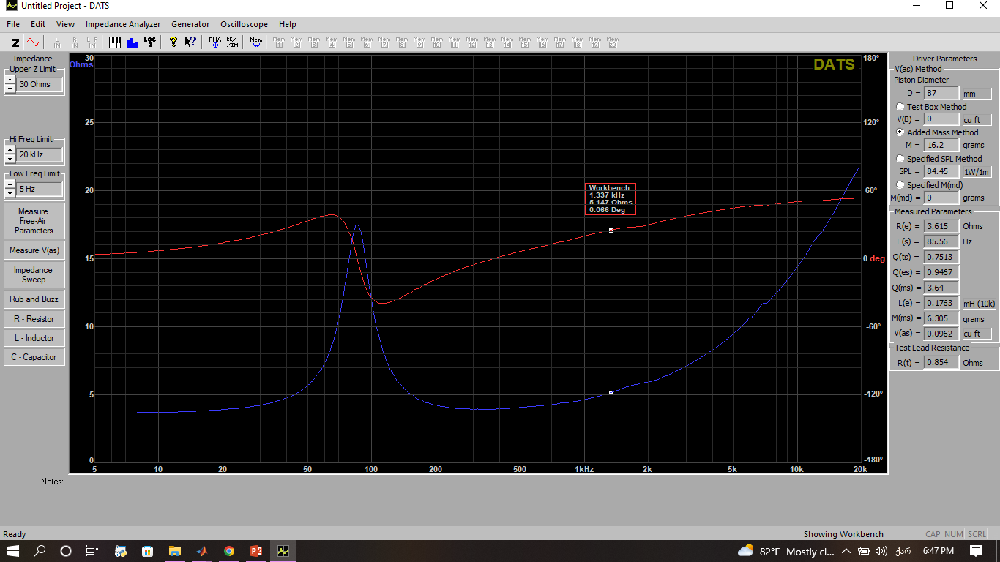 Untitled Project - DATS
File Edit View Impedance Analyzer Generator Oscilloscope Help
Z L IN R IN L R IN LOG Z ? ? PHA Φ RE/IM Mem W Mem 1 Mem 2 Mem 3 Mem 4 Mem 5 Mem 6 Mem 7 Mem 8 Mem 9 Mem 10 Mem 11 Mem 12 Mem 13 Mem 14 Mem 15 Mem 16 Mem 17 Mem 18 Mem 19 Mem 20
- Impedance -
Upper Z Limit
30 Ohms
Hi Freq Limit
20 kHz
Low Freq Limit
5 Hz
Measure
Free-Air
Parameters
Measure V(as)
Impedance
Sweep
Rub and Buzz
R - Resistor
L - Inductor
C - Capacitor
30 180°
Ohms DATS
25 120°
20 60°
Workbench
1.337 kHz
5.147 Ohms
0.066 Deg
15 0 deg
10 -60°
5 -120°
0 -180°
5 10 20 50 100 200 500 1kHz 2k 5k 10k 20k
Notes:
- Driver Parameters -
V(as) Method
Piston Diameter
D = 87 mm
Test Box Method
V(B) = 0 cu ft
Added Mass Method
M = 16.2 grams
Specified SPL Method
SPL = 84.45 1W/1m
Specified M(md)
M(md) = 0 grams
Measured Parameters
R(e) = 3.615 Ohms
F(s) = 85.56 Hz
Q(ts) = 0.7513
Q(es) = 0.9467
Q(ms) = 3.64
L(e) = 0.1763 mH (10k)
M(ms) = 6.305 grams
V(as) = 0.0962 cu ft
Test Lead Resistance
R(t) = 0.854 Ohms
Ready Showing Workbench CAP NUM SCRL
82°F Mostly cl... ქარ 6:47 PM